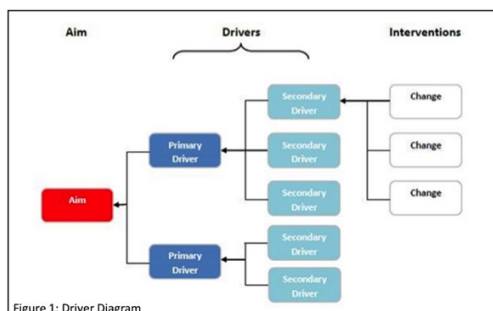 Aim
Drivers
Interventions
Secondary
Driver
Change
Primary
Driver
Secondary
Driver
Change
Secondary
Driver
Change
Aim
Secondary
Driver
Primary
Driver
Secondary
Driver
Figure 1: Driver Diagram